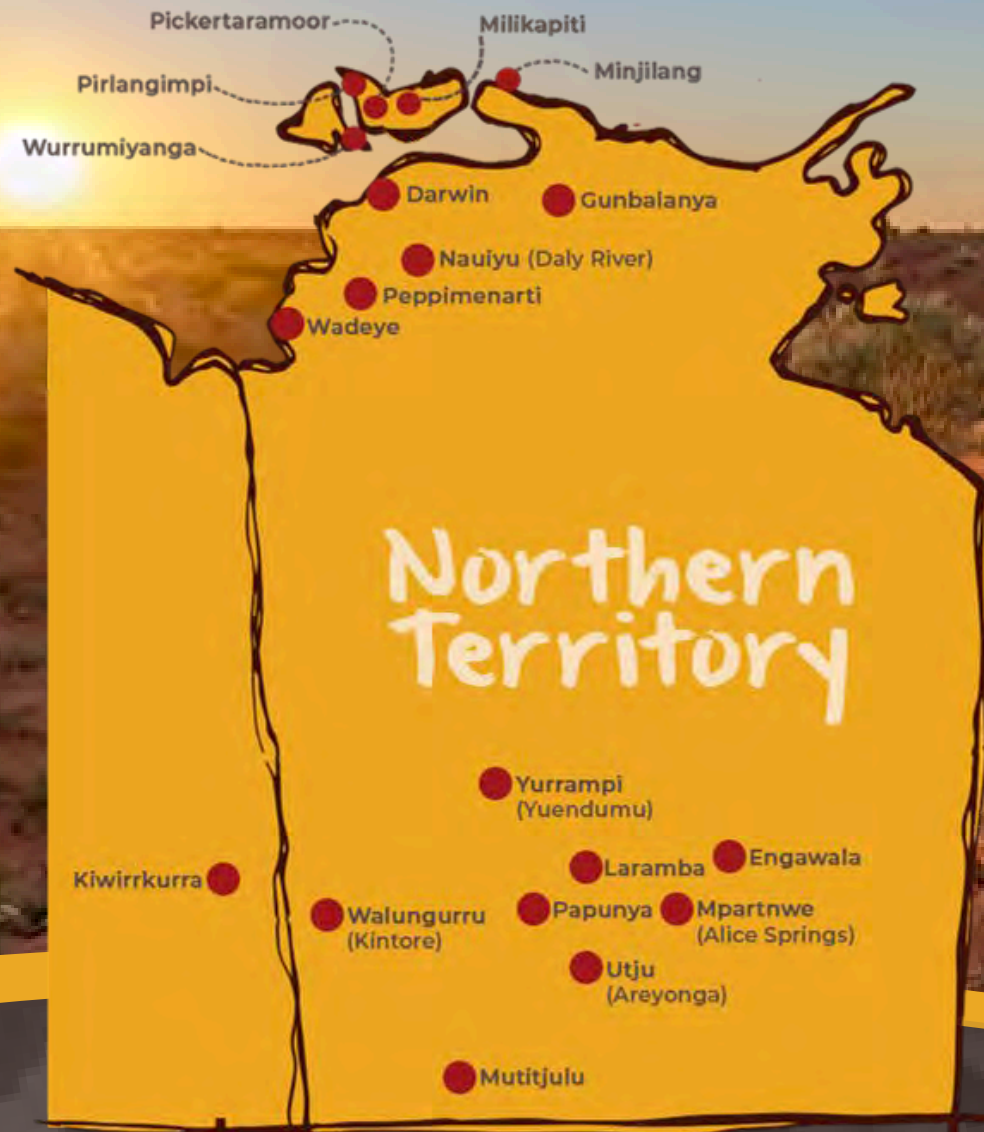 Pickertaramoor
Milikapiti
Minjilang
Pirlangimpi
Wurrumiyanga
Darwin
Gunbalanya
Nauiyu (Daly River)
Peppimenarti
Wadeye
Northern
Territory
Yurrampi
(Yuendumu)
Laramba
Engawala
Kiwirrkurra
Walungurru
(Kintore)
Papunya
Mpartnwe
(Alice Springs)
Utju
(Areyonga)
Mutitjulu